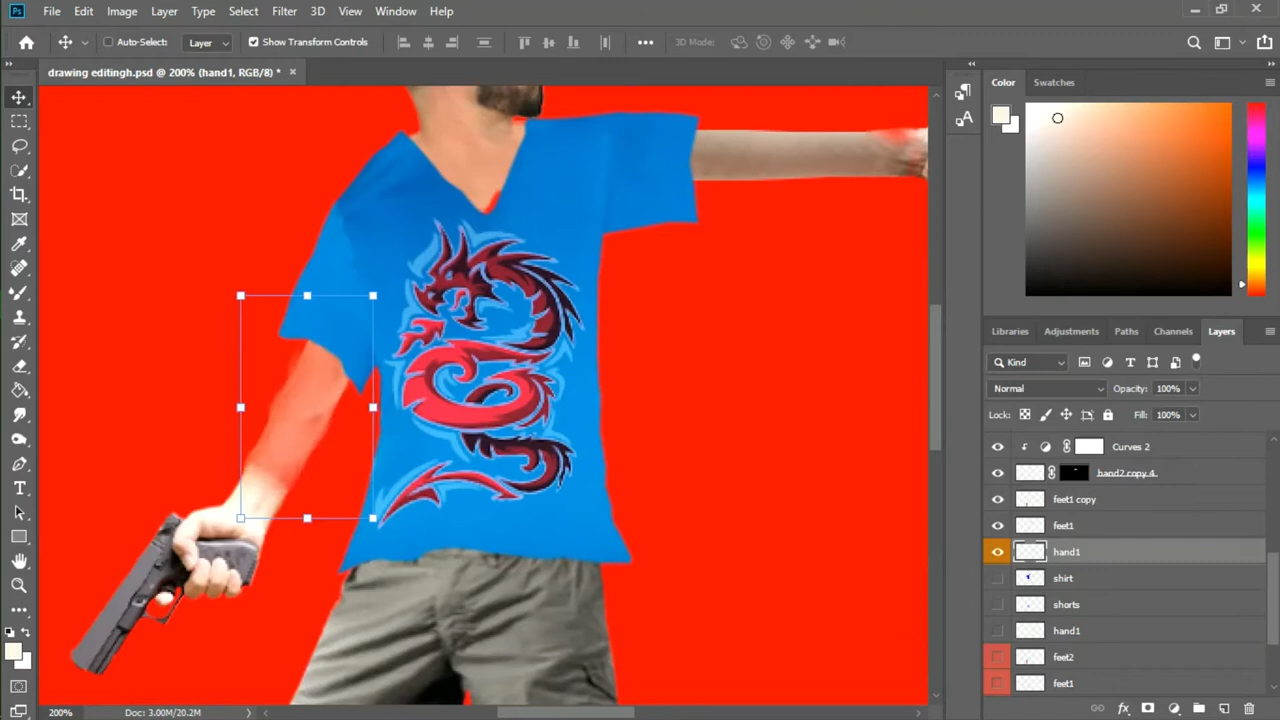 Ps File Edit Image Layer Type Select Filter 3D View Window Help
Auto-Select: Layer Show Transform Controls 3D Mode:
drawing editingh.psd @ 200% (hand1, RGB/8) *
Color Swatches
Libraries Adjustments Paths Channels Layers
Kind
Normal Opacity: 100%
Lock: Fill: 100%
Curves 2
hand2 copy 4
feet1 copy
feet1
hand1
shirt
shorts
hand1
feet2
feet1
200% Doc: 3.00M/20.2M